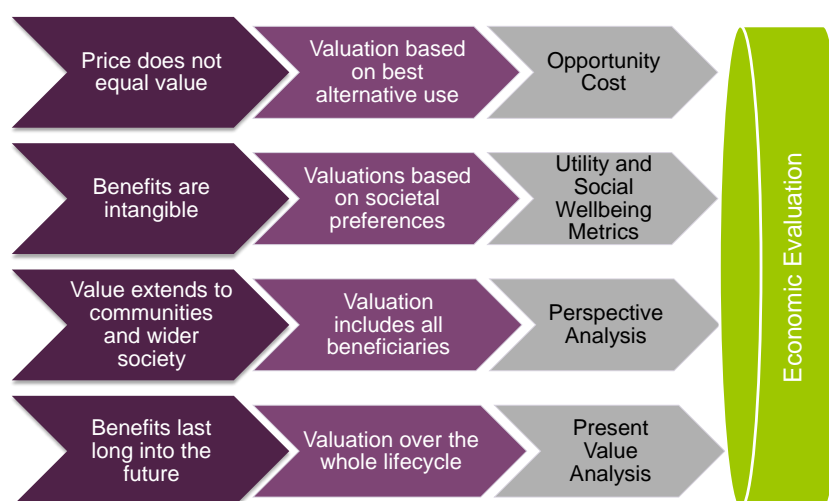 Price does not
equal value
Valuation based
on best
alternative use
Opportunity
Cost
Benefits are
intangible
Valuations based
on societal
preferences
Utility and
Social
Wellbeing
Metrics
Value extends to
communities
and wider
society
Valuation
includes all
beneficiaries
Perspective
Analysis
Benefits last
long into the
future
Valuation over the
whole lifecycle
Present
Value
Analysis
Economic Evaluation